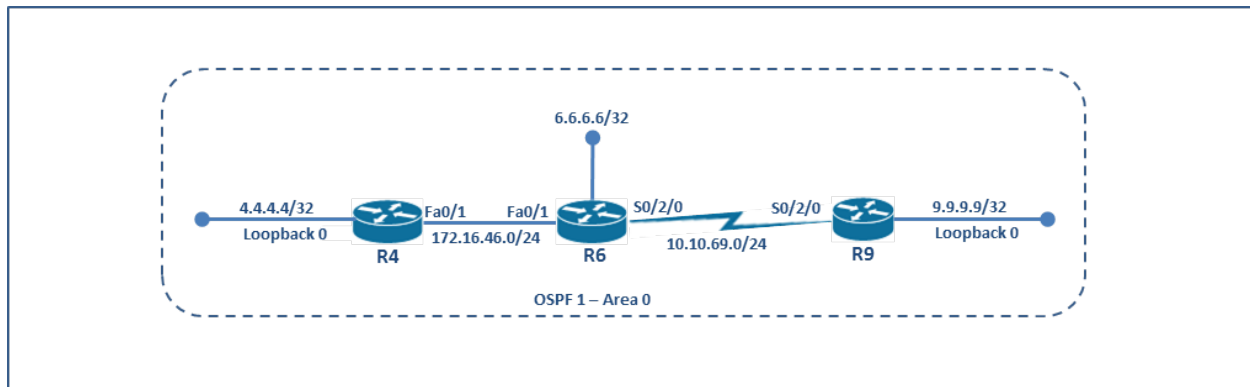 6.6.6.6/32
4.4.4.4/32
Fa0/1
Fa0/1
S0/2/0
S0/2/0
9.9.9.9/32
Loopback 0
172.16.46.0/24
10.10.69.0/24
Loopback 0
R4
R6
R9
OSPF 1 – Area 0